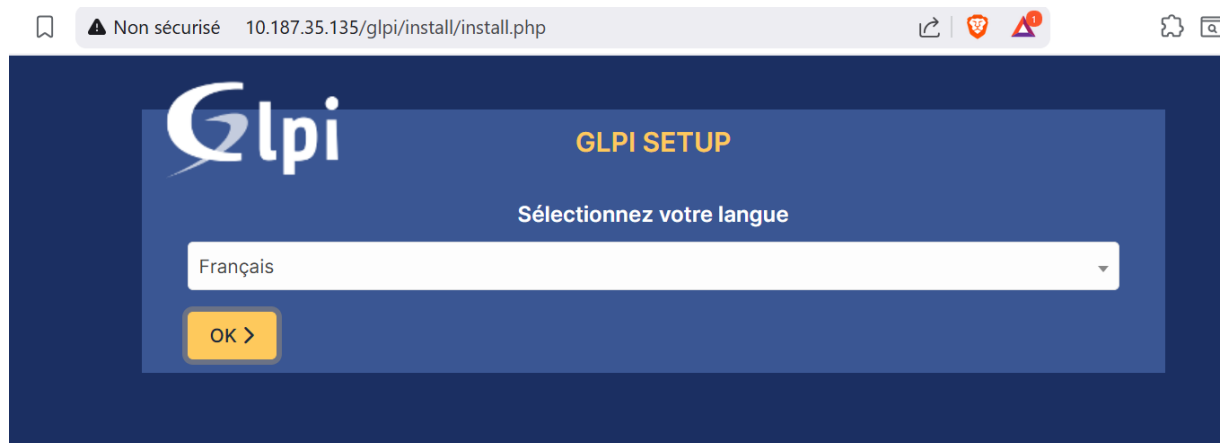 Non sécurisé 10.187.35.135/glpi/install/install.php
1
Glpi
GLPI SETUP
Sélectionnez votre langue
Français
OK